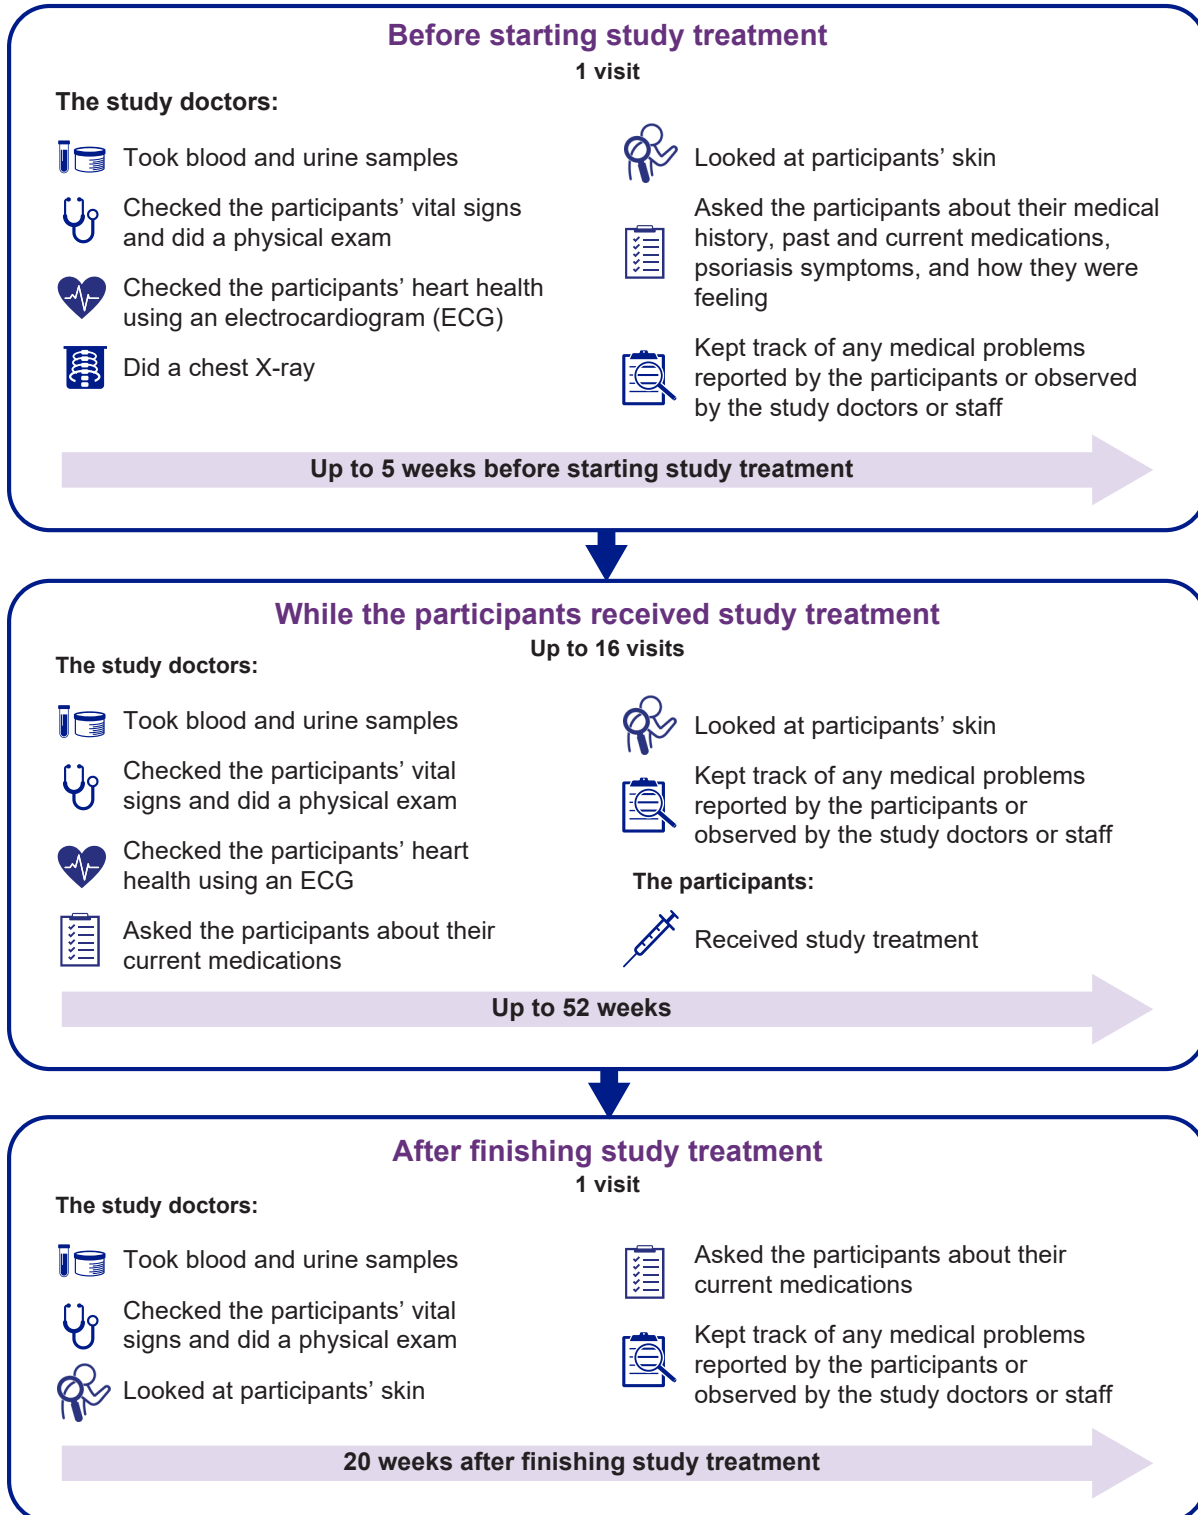 Before starting study treatment
1 visit
The study doctors:
Took blood and urine samples
Checked the participants’ vital signs
and did a physical exam
Checked the participants’ heart health
using an electrocardiogram (ECG)
Did a chest X-ray
Looked at participants’ skin
Asked the participants about their medical
history, past and current medications,
psoriasis symptoms, and how they were
feeling
Kept track of any medical problems
reported by the participants or observed
by the study doctors or staff
Up to 5 weeks before starting study treatment
While the participants received study treatment
Up to 16 visits
The study doctors:
Took blood and urine samples
Checked the participants’ vital
signs and did a physical exam
Checked the participants’ heart
health using an ECG
Asked the participants about their
current medications
Looked at participants’ skin
Kept track of any medical problems
reported by the participants or
observed by the study doctors or staff
The participants:
Received study treatment
Up to 52 weeks
After finishing study treatment
1 visit
The study doctors:
Took blood and urine samples
Checked the participants’ vital
signs and did a physical exam
Looked at participants’ skin
Asked the participants about their
current medications
Kept track of any medical problems
reported by the participants or
observed by the study doctors or staff
20 weeks after finishing study treatment